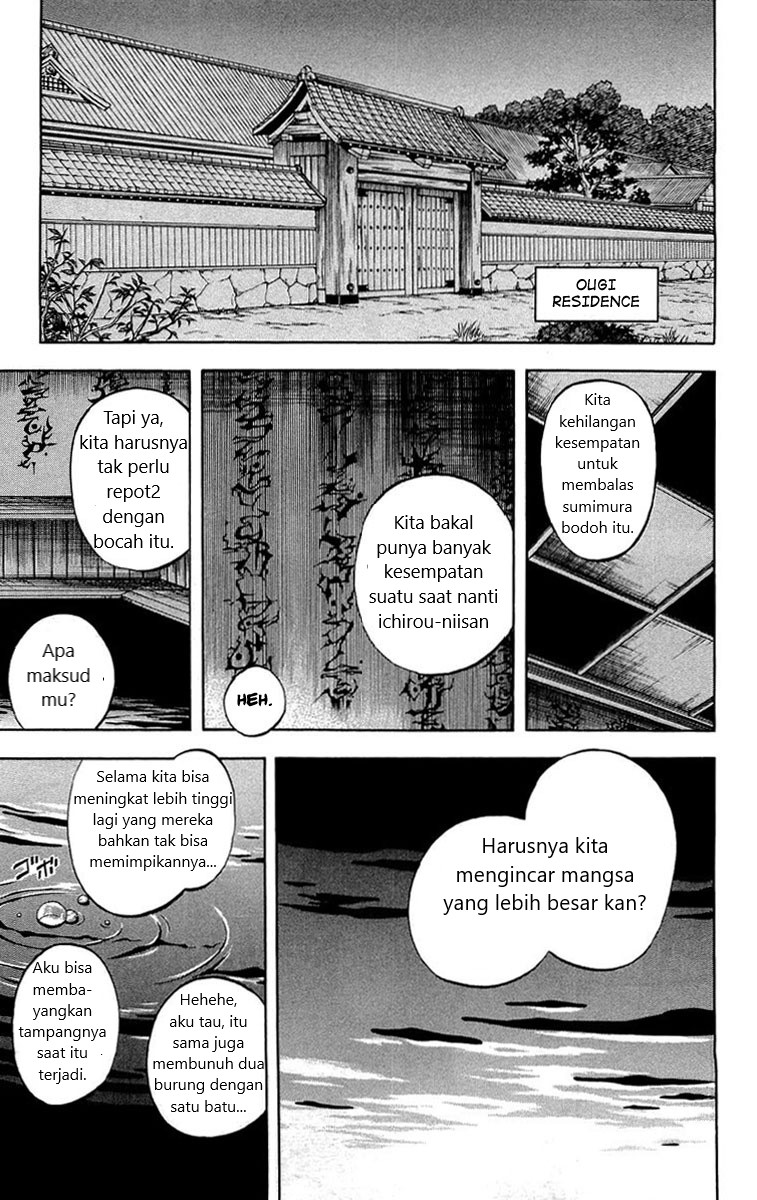 OUGI
RESIDENCE
Kita
kehilangan
kesempatan
untuk
membalas
sumimura
bodoh itu.
Kita bakal
punya banyak
kesempatan
suatu saat nanti
ichirou-niisan
HEH.
Tapi ya,
kita harusnya
tak perlu
repot2
dengan
bocah itu.
Apa
maksud
mu?
Harusnya kita
mengincar mangsa
yang lebih besar kan?
Selama kita bisa
meningkat lebih tinggi
lagi yang mereka
bahkan tak bisa
memimpikannya...
ゴボ
Hehehe,
aku tau, itu
sama juga
membunuh dua
burung dengan
satu batu...
Aku bisa
memba-
yangkan
tampangnya
saat itu
terjadi.